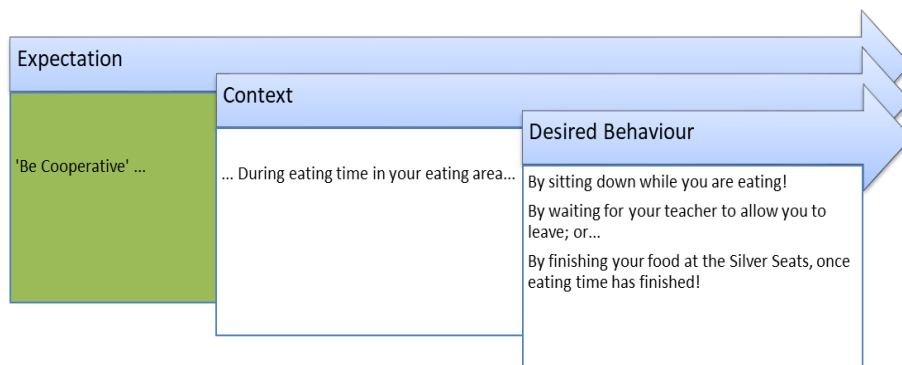 Expectation
Context
Desired Behaviour
'Be Cooperative' ...
... During eating time in your eating area...
By sitting down while you are eating!
By waiting for your teacher to allow you to
leave; or...
By finishing your food at the Silver Seats, once
eating time has finished!